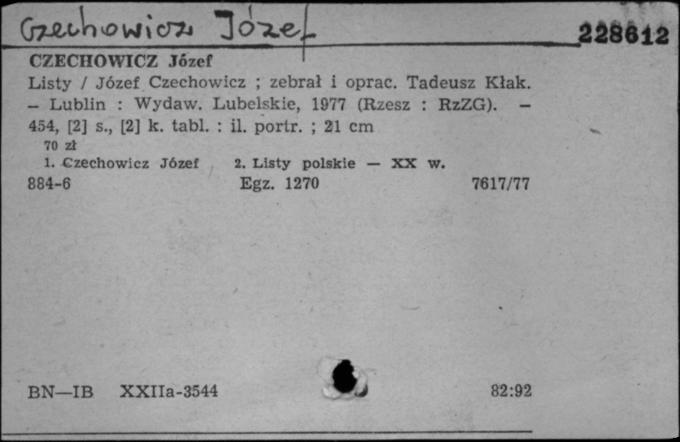 Czechowicz Józef
228612
CZECHOWICZ Józef
Listy / Józef Czechowicz ; zebrał i oprac. Tadeusz Kłak.
— Lublin : Wydaw. Lubelskie, 1977 (Rzesz : RzZG). —
454, [2] s., [2] k. tabl. : il. portr. ; 21 cm
70 zł
1. Czechowicz Józef 2. Listy polskie — XX w.
884-6 Egz. 1270 7617/77
BN—IB XXIIa-3544 82:92